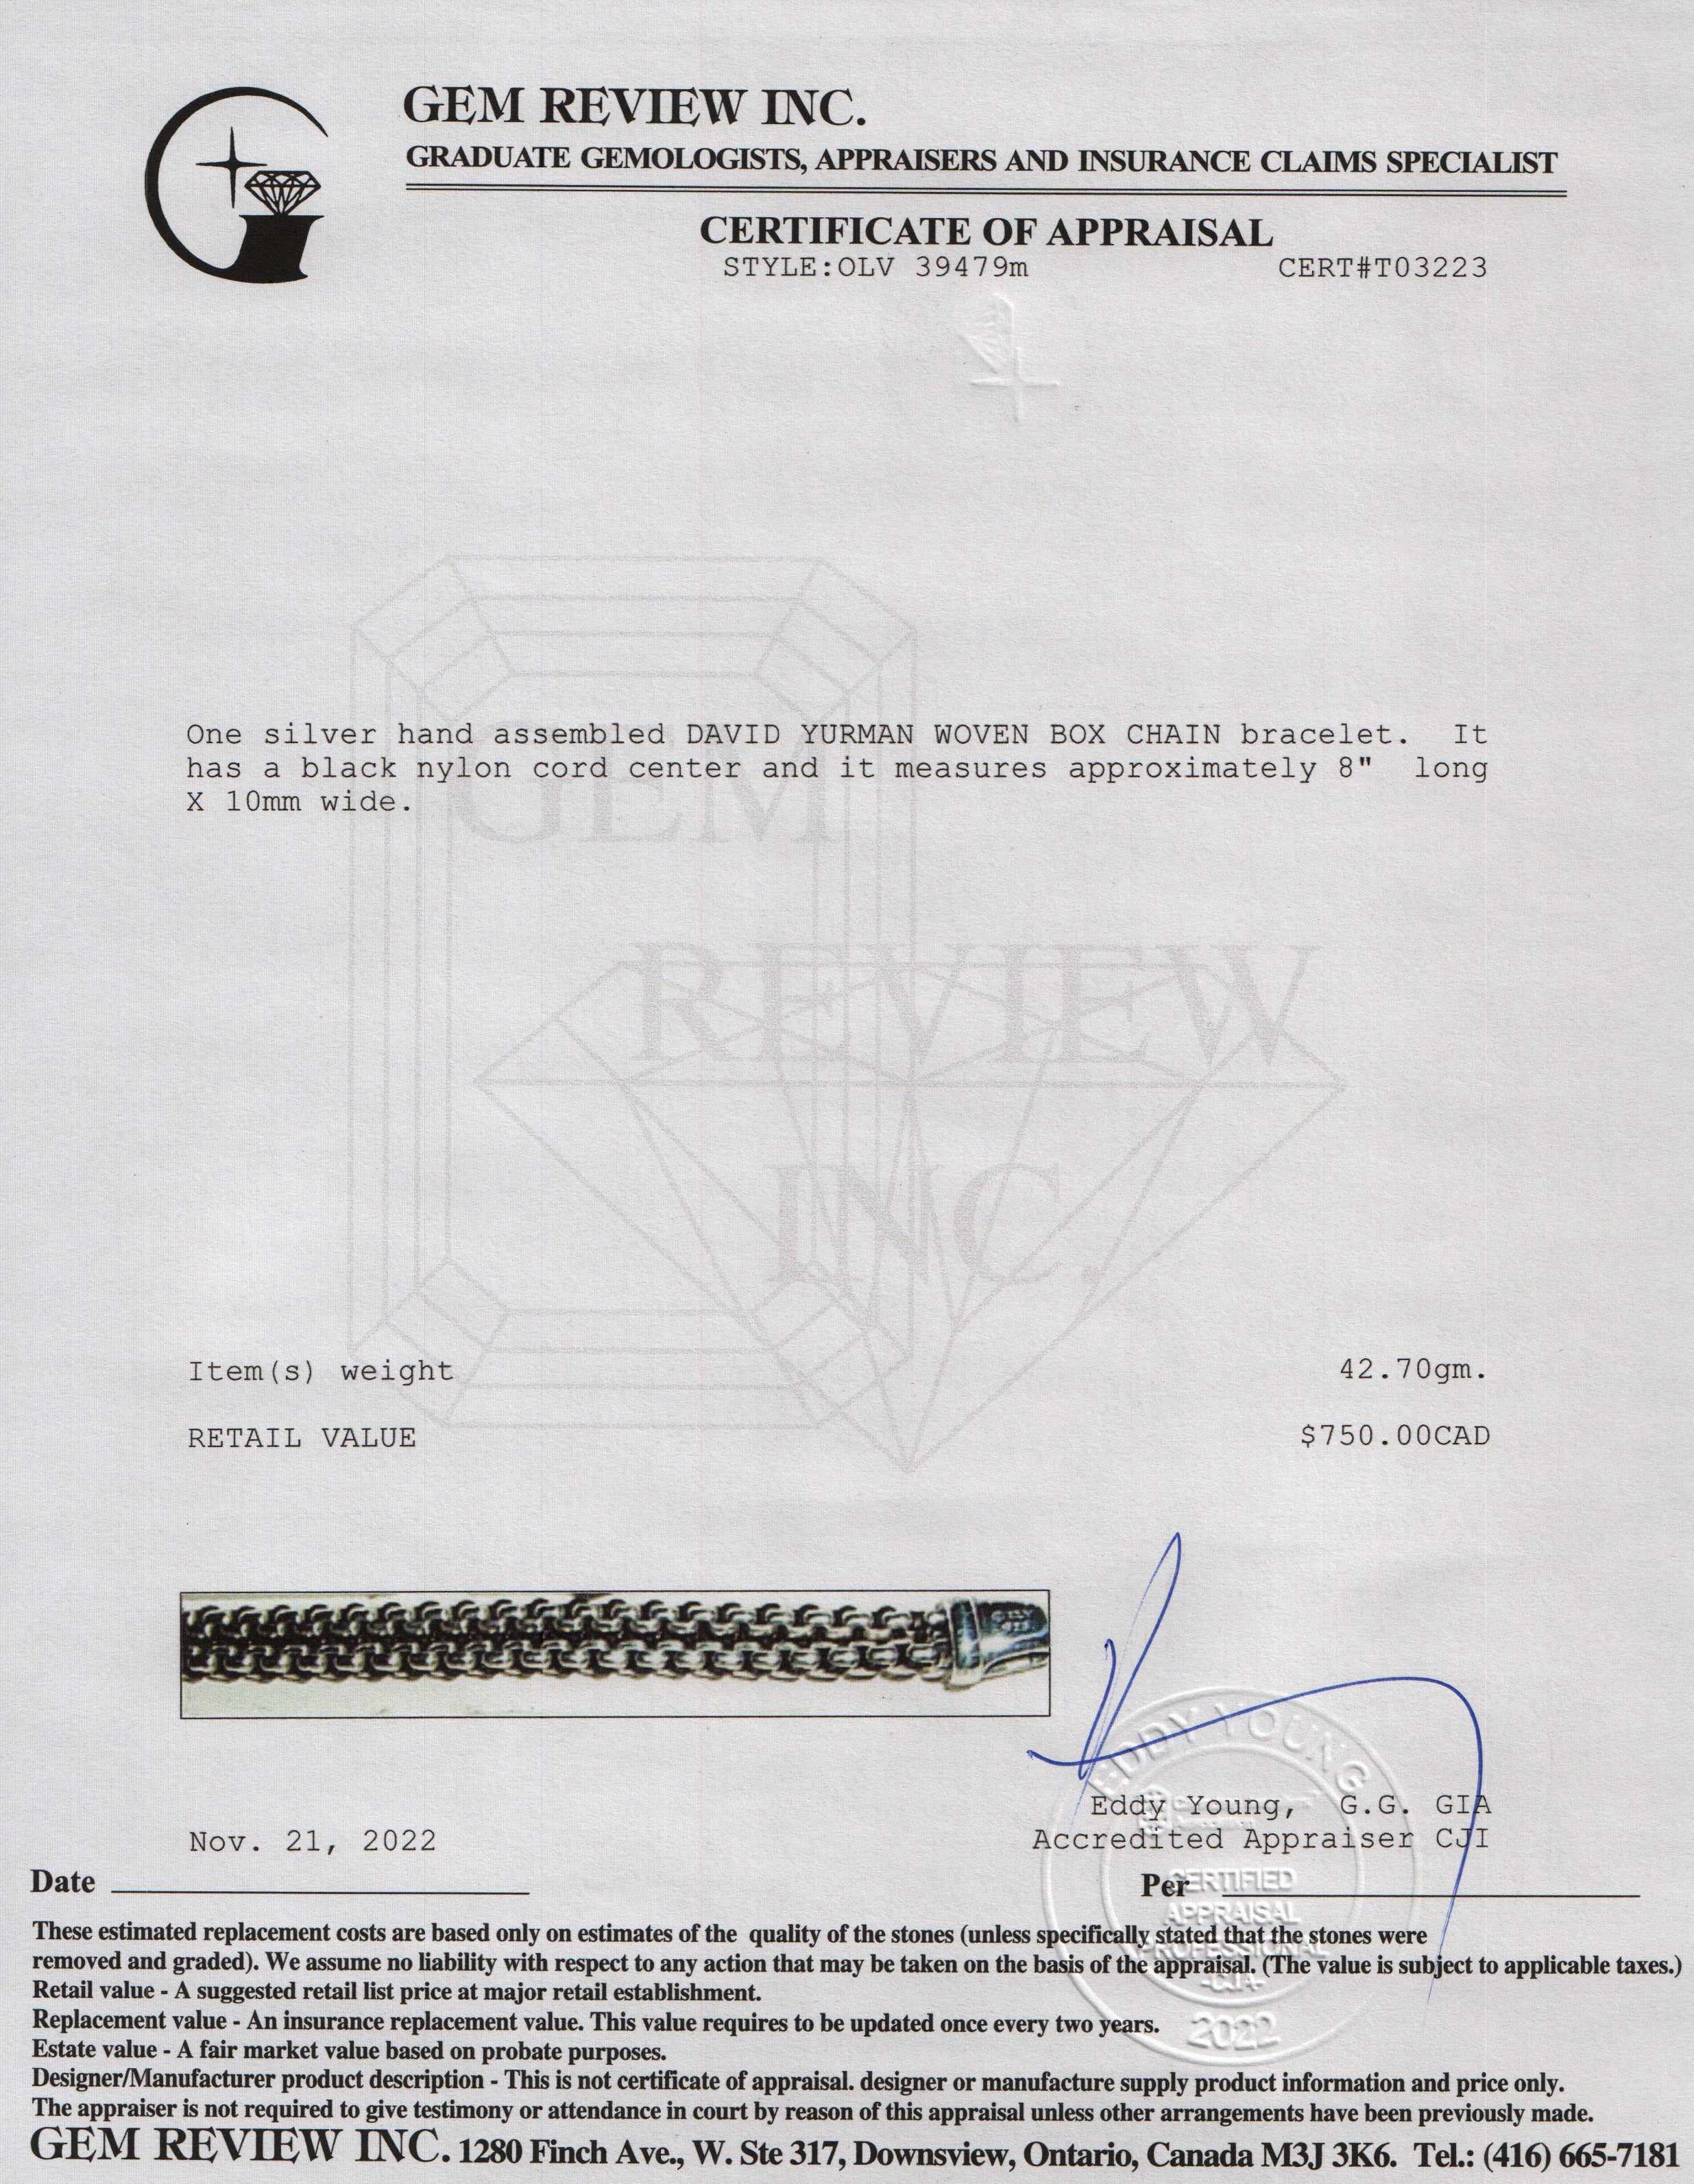 GEM REVIEW INC.
GRADUATE GEMOLOGISTS, APPRAISERS AND INSURANCE CLAIMS SPECIALIST
CERTIFICATE OF APPRAISAL
STYLE:OLV 39479m CERT#T03223
One silver hand assembled DAVID YURMAN WOVEN BOX CHAIN bracelet. It
has a black nylon cord center and it measures approximately 8" long
X 10mm wide.
GEM
REVIEW
INC.
Item(s) weight 42.70gm.
RETAIL VALUE $750.00CAD
EDDY YOUNG
Eddy Young, G.G. GIA
Accredited Appraiser CJI
Nov. 21, 2022
Date
Per
CERTIFIED
APPRAISAL
PROFESSIONAL
-CJA-
2022
These estimated replacement costs are based only on estimates of the quality of the stones (unless specifically stated that the stones were
removed and graded). We assume no liability with respect to any action that may be taken on the basis of the appraisal. (The value is subject to applicable taxes.)
Retail value - A suggested retail list price at major retail establishment.
Replacement value - An insurance replacement value. This value requires to be updated once every two years.
Estate value - A fair market value based on probate purposes.
Designer/Manufacturer product description - This is not certificate of appraisal. designer or manufacture supply product information and price only.
The appraiser is not required to give testimony or attendance in court by reason of this appraisal unless other arrangements have been previously made.
GEM REVIEW INC. 1280 Finch Ave., W. Ste 317, Downsview, Ontario, Canada M3J 3K6. Tel.: (416) 665-7181